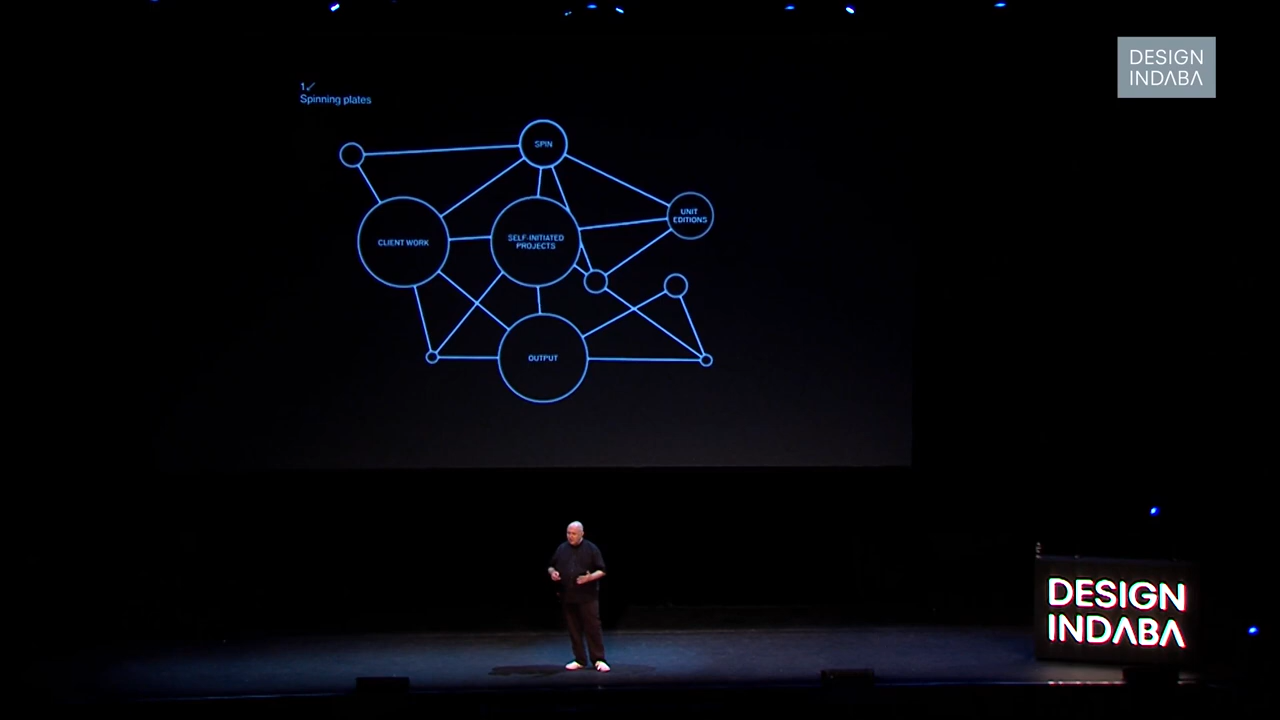 DESIGN
INDABA
1↙
Spinning plates
SPIN
UNIT
EDITIONS
CLIENT WORK
SELF-INITIATED
PROJECTS
OUTPUT
DESIGN
INDABA